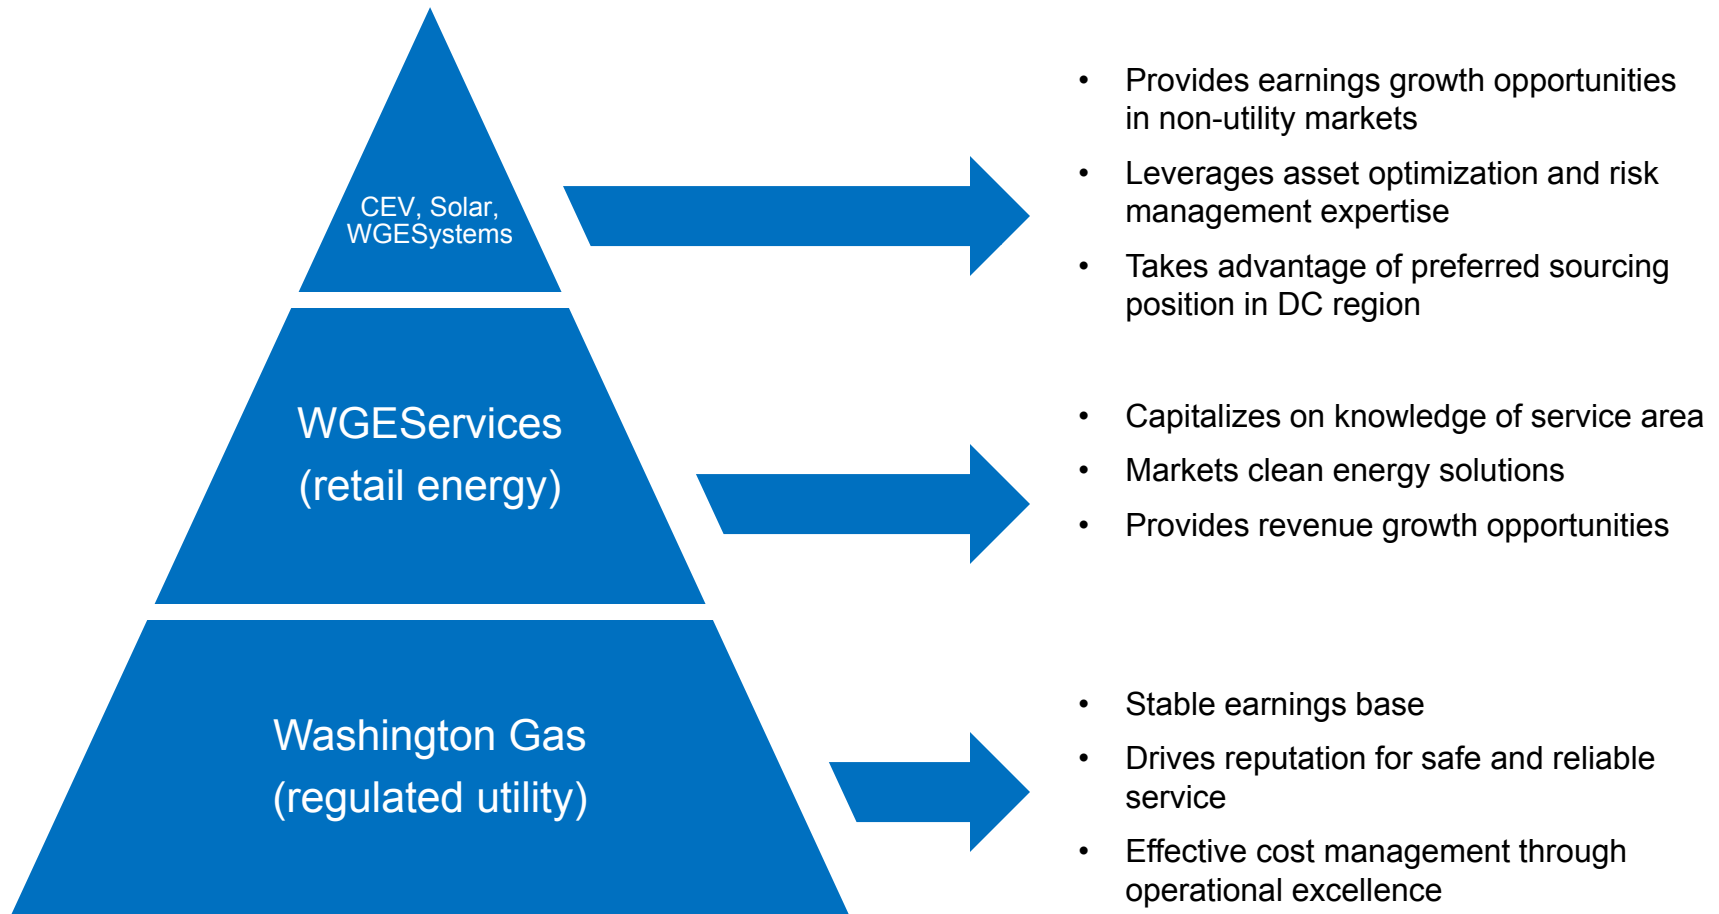 CEV, Solar,
WGESystems
• Provides earnings growth opportunities
in non-utility markets
• Leverages asset optimization and risk
management expertise
• Takes advantage of preferred sourcing
position in DC region
WGEServices
(retail energy)
• Capitalizes on knowledge of service area
• Markets clean energy solutions
• Provides revenue growth opportunities
Washington Gas
(regulated utility)
• Stable earnings base
• Drives reputation for safe and reliable
service
• Effective cost management through
operational excellence